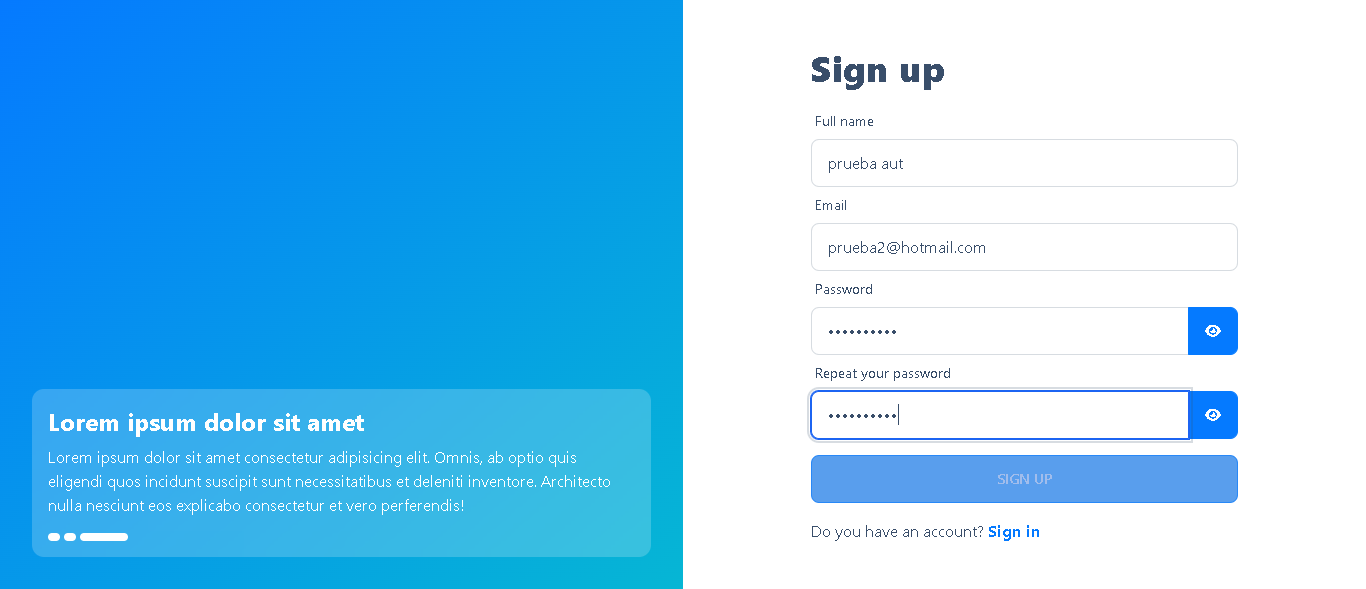 Lorem ipsum dolor sit amet
Lorem ipsum dolor sit amet consectetur adipisicing elit. Omnis, ab optio quis
eligendi quos incidunt suscipit sunt necessitatibus et deleniti inventore. Architecto
nulla nesciunt eos explicabo consectetur et vero perferendis!
Sign up
Full name
prueba aut
Email
prueba2@hotmail.com
Password
••••••••••
Repeat your password
••••••••••
SIGN UP
Do you have an account? Sign in